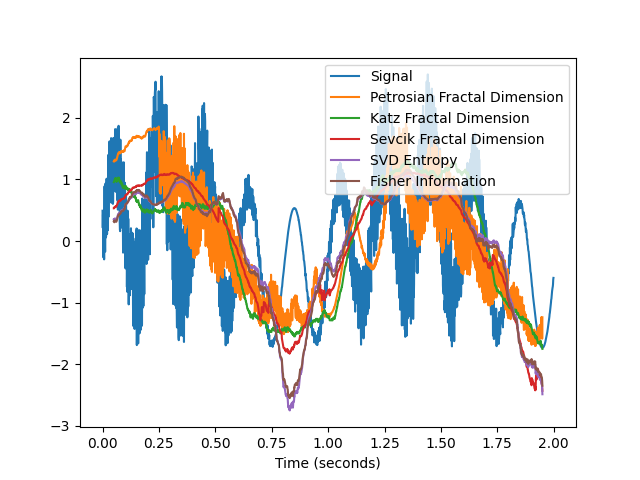 Signal
Petrosian Fractal Dimension
Katz Fractal Dimension
Sevcik Fractal Dimension
SVD Entropy
Fisher Information
2
1
0
−1
−2
−3
0.00 0.25 0.50 0.75 1.00 1.25 1.50 1.75 2.00
Time (seconds)